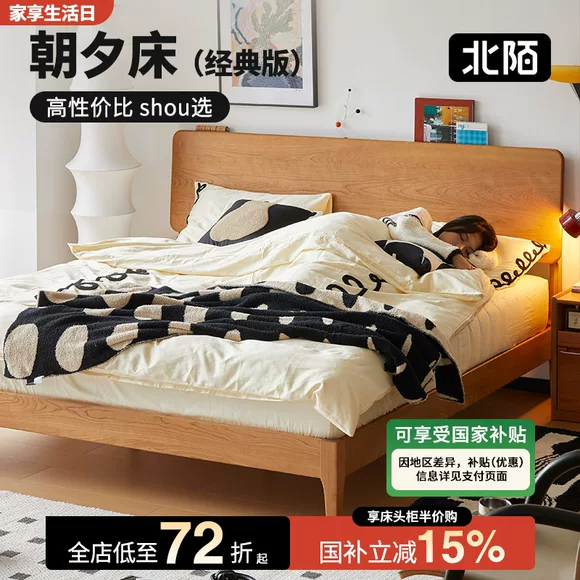 家享生活日
朝夕床（经典版）
北陌
高性价比 shou选
可享受国家补贴
因地区差异，补贴(优惠)
信息详见支付页面
享床头柜半价购
全店低至72折起
国补立减15%